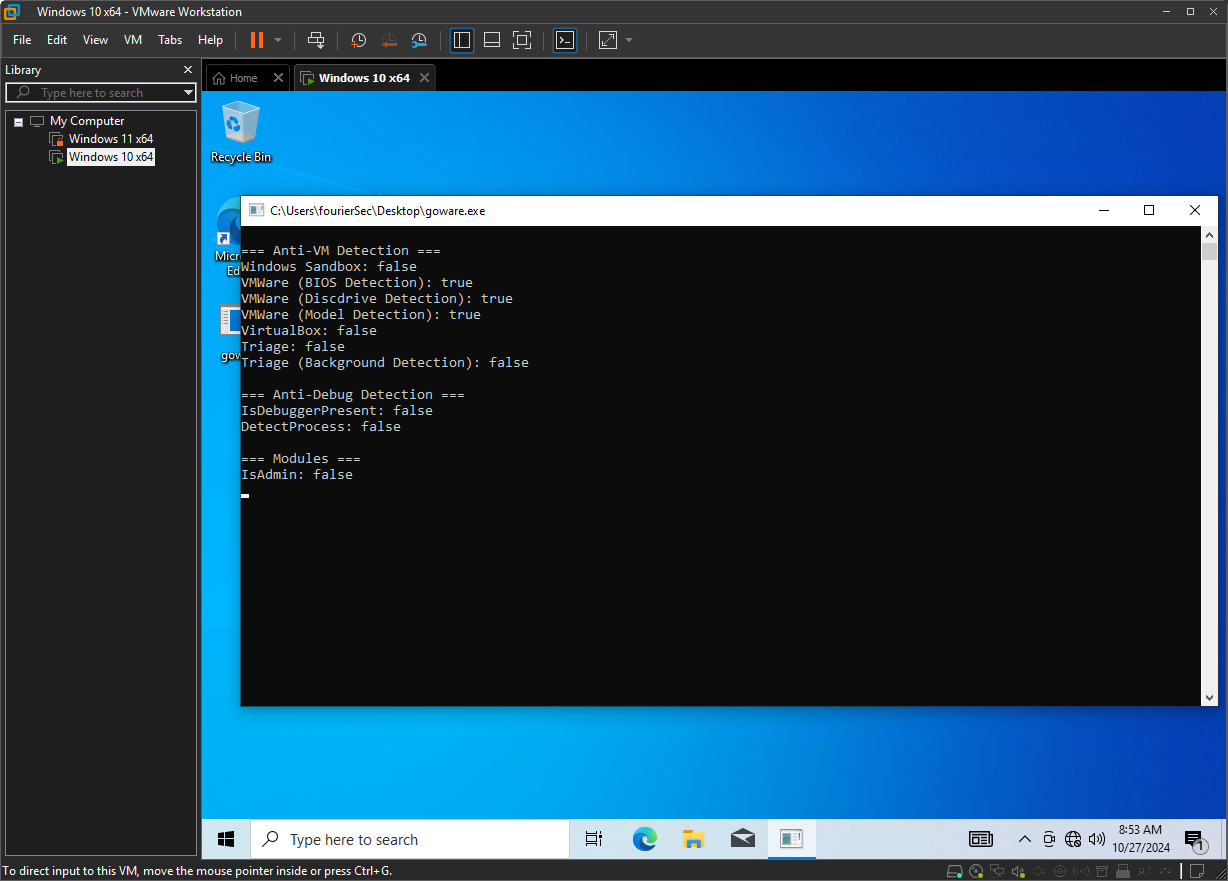 Windows 10 x64 - VMware Workstation
File Edit View VM Tabs Help
Library
Home
Windows 10 x64
Type here to search
My Computer
Windows 11 x64
Windows 10 x64
Recycle Bin
C:\Users\fourierSec\Desktop\goware.exe
Micr
Ed
gow
=== Anti-VM Detection ===
Windows Sandbox: false
VMWare (BIOS Detection): true
VMWare (Discdrive Detection): true
VMWare (Model Detection): true
VirtualBox: false
Triage: false
Triage (Background Detection): false
=== Anti-Debug Detection ===
IsDebuggerPresent: false
DetectProcess: false
=== Modules ===
IsAdmin: false
Type here to search
8:53 AM
10/27/2024
1
To direct input to this VM, move the mouse pointer inside or press Ctrl+G.